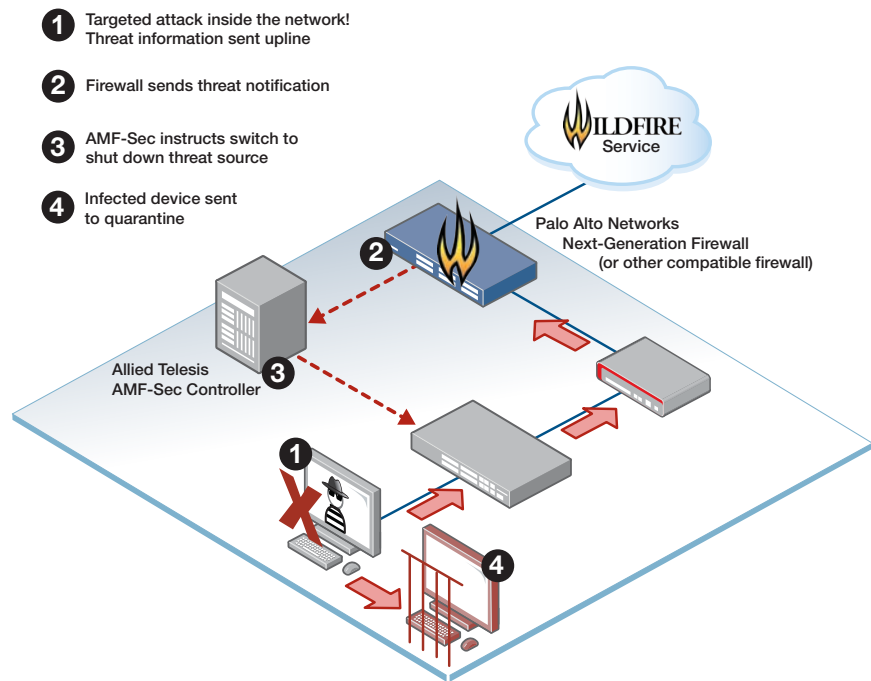 1 Targeted attack inside the network!
Threat information sent upline
2 Firewall sends threat notification
3 AMF-Sec instructs switch to
shut down threat source
4 Infected device sent
to quarantine
WILDFIRE
Service
Palo Alto Networks
Next-Generation Firewall
(or other compatible firewall)
2
Allied Telesis
AMF-Sec Controller
3
1
4